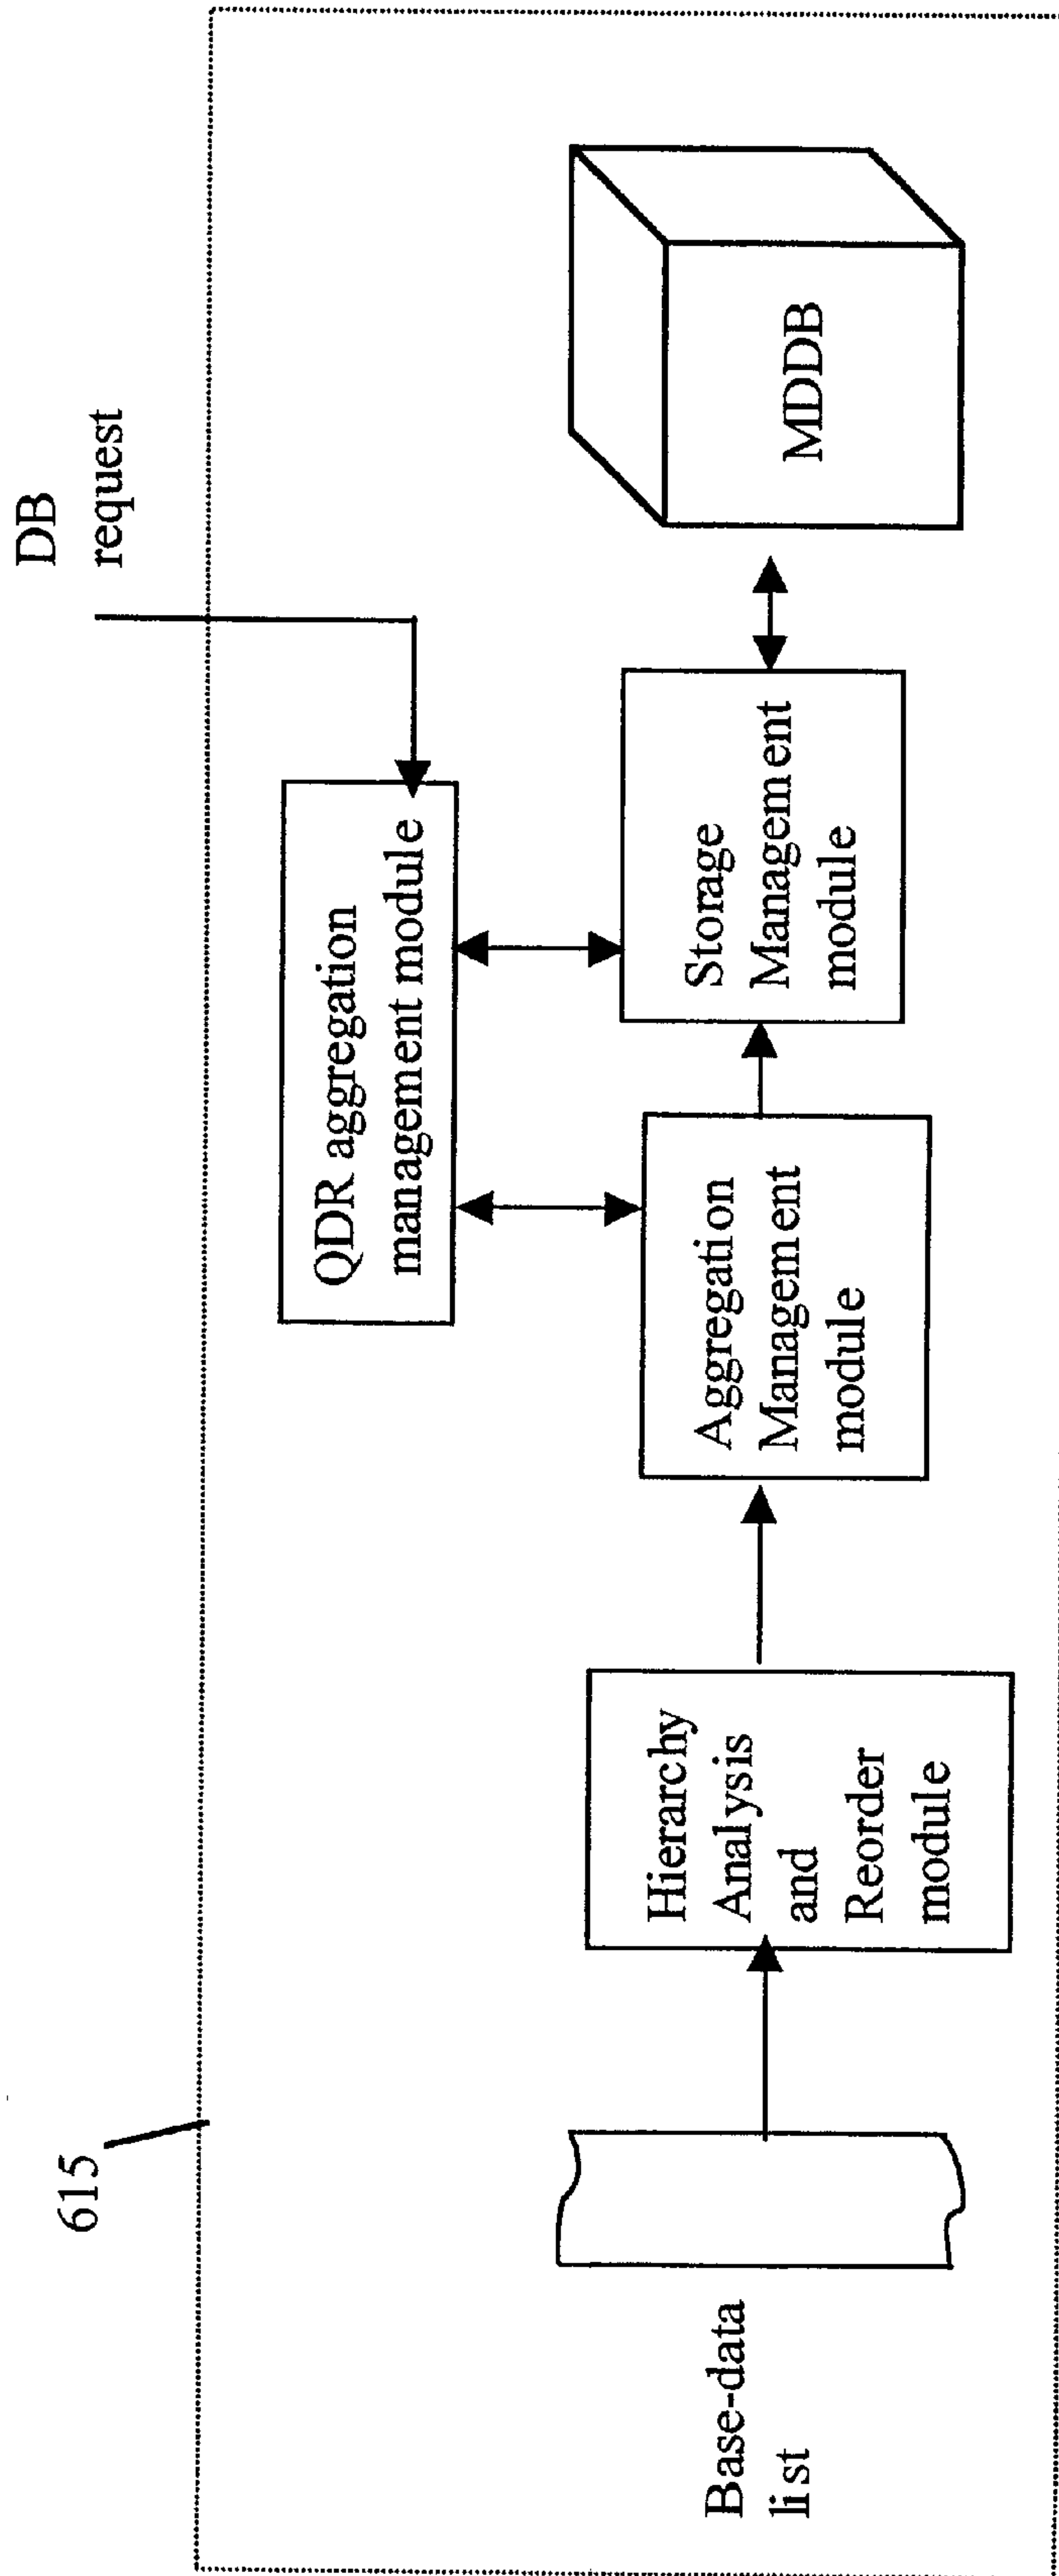 615
DB
request
QDR aggregation
management module
Base-data
list
Hierarchy
Analysis
and
Reorder
module
Aggregation
Management
module
Storage
Management
module
MDDB